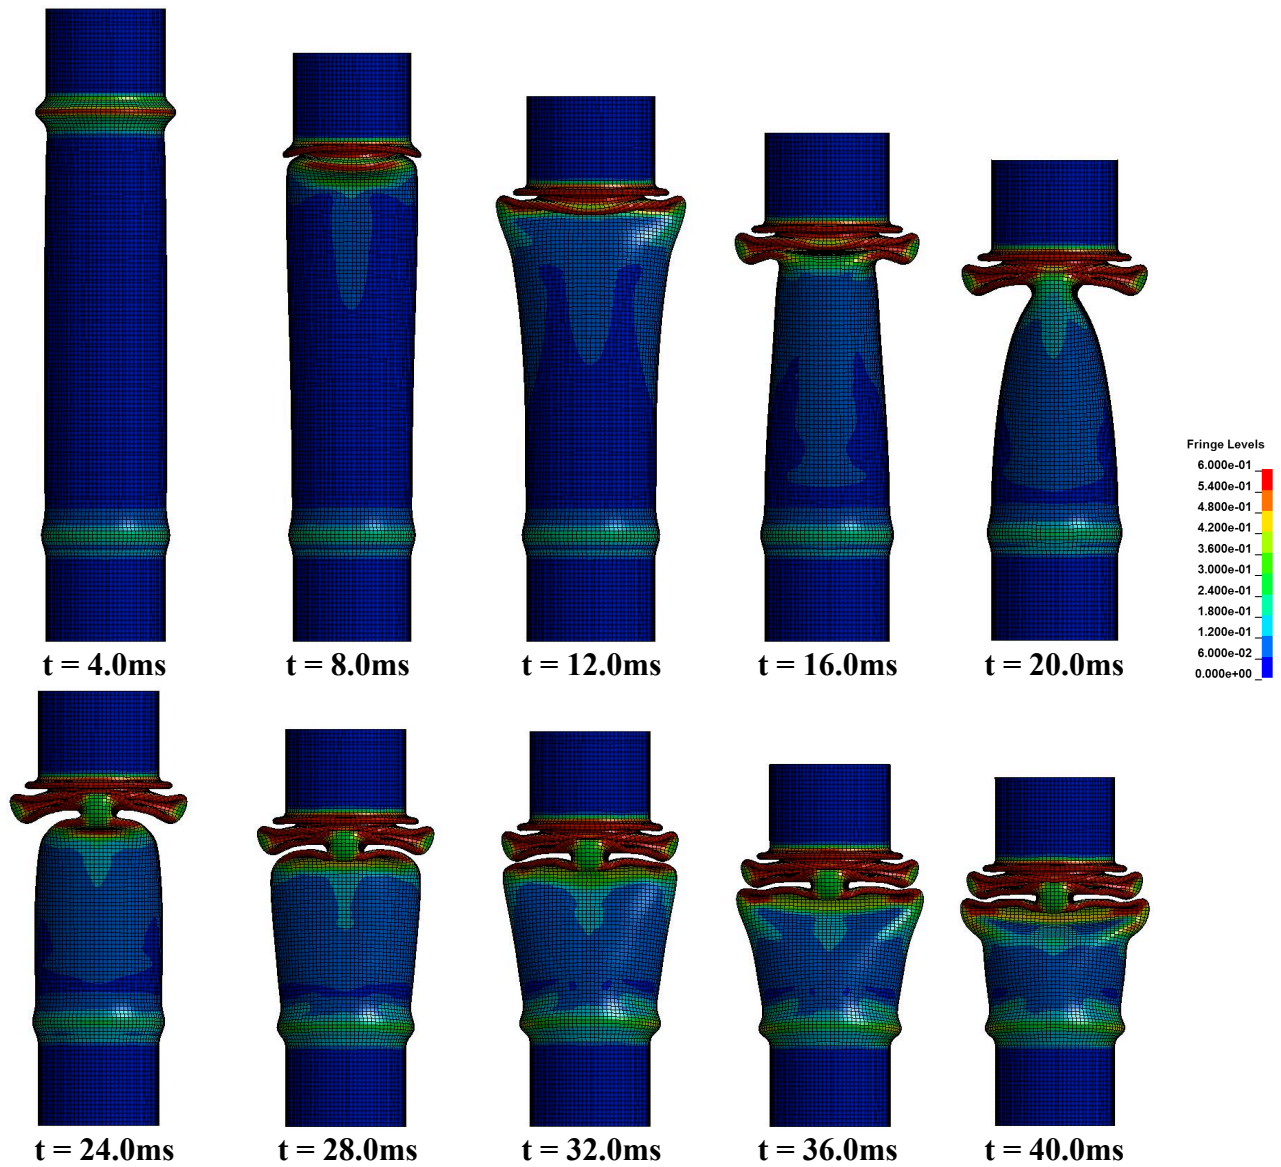 Fringe Levels
6.000e-01
5.400e-01
4.800e-01
4.200e-01
3.600e-01
3.000e-01
2.400e-01
1.800e-01
1.200e-01
6.000e-02
0.000e+00
t = 4.0ms
t = 8.0ms
t = 12.0ms
t = 16.0ms
t = 20.0ms
t = 24.0ms
t = 28.0ms
t = 32.0ms
t = 36.0ms
t = 40.0ms